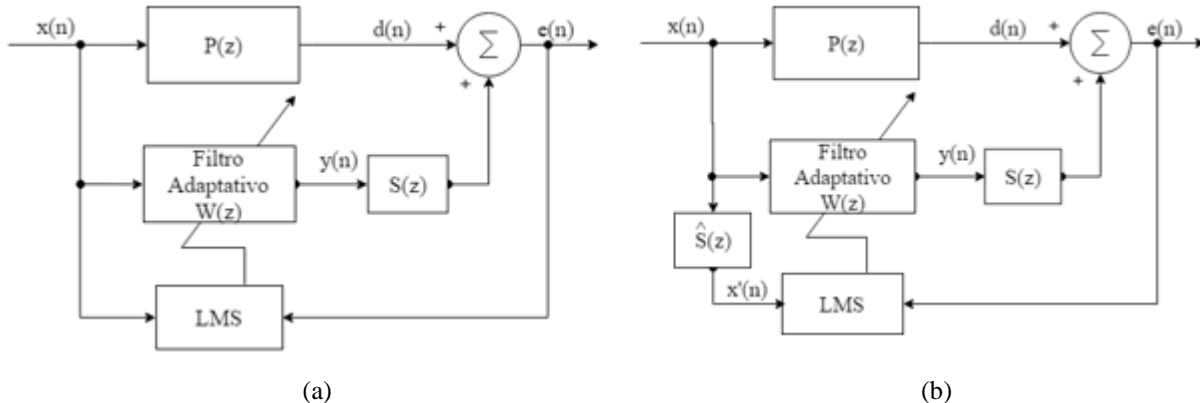 x(n)
P(z)
d(n)
+
∑
e(n)
+
Filtro
Adaptativo
W(z)
y(n)
S(z)
LMS
(a)
x(n)
P(z)
d(n)
+
∑
e(n)
+
Filtro
Adaptativo
W(z)
y(n)
S(z)
Ŝ(z)
x'(n)
LMS
(b)